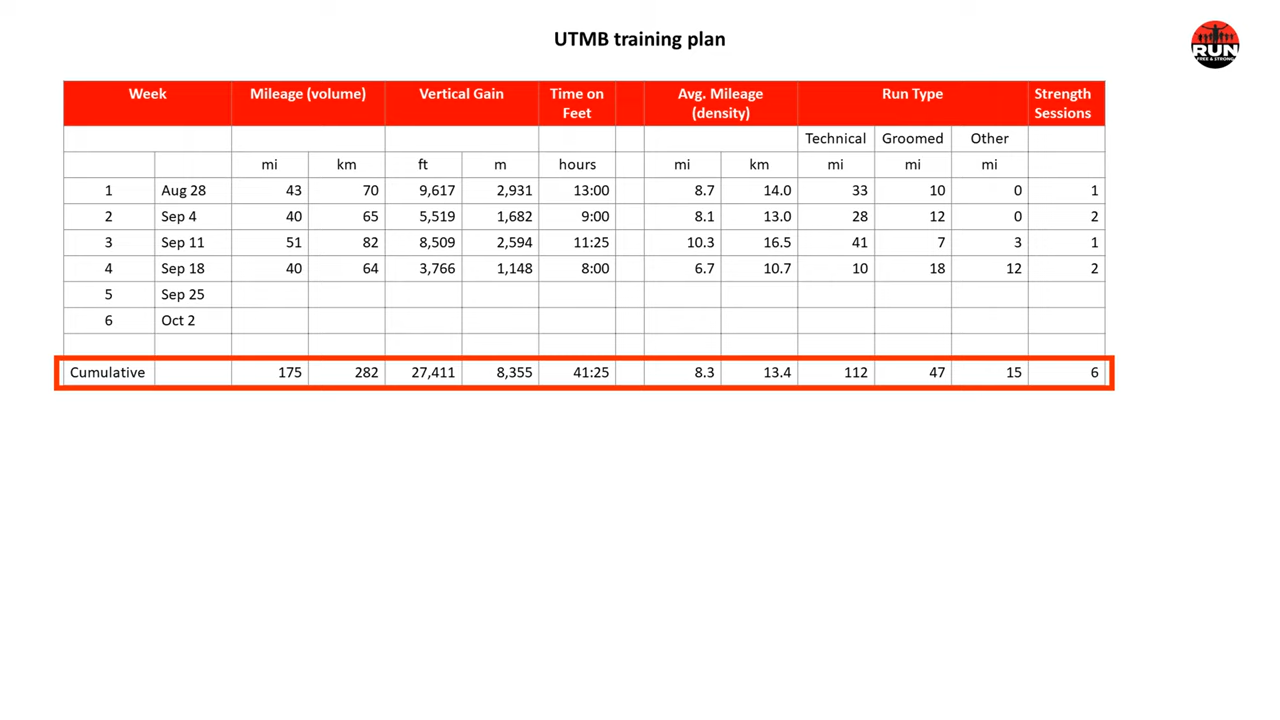 UTMB training plan
RUN
FREE & STRONG
Week Mileage (volume) Vertical Gain Time on Feet Avg. Mileage (density) Run Type Strength Sessions
Technical Groomed Other
mi km ft m hours mi km mi mi mi
1 Aug 28 43 70 9,617 2,931 13:00 8.7 14.0 33 10 0 1
2 Sep 4 40 65 5,519 1,682 9:00 8.1 13.0 28 12 0 2
3 Sep 11 51 82 8,509 2,594 11:25 10.3 16.5 41 7 3 1
4 Sep 18 40 64 3,766 1,148 8:00 6.7 10.7 10 18 12 2
5 Sep 25
6 Oct 2
Cumulative 175 282 27,411 8,355 41:25 8.3 13.4 112 47 15 6